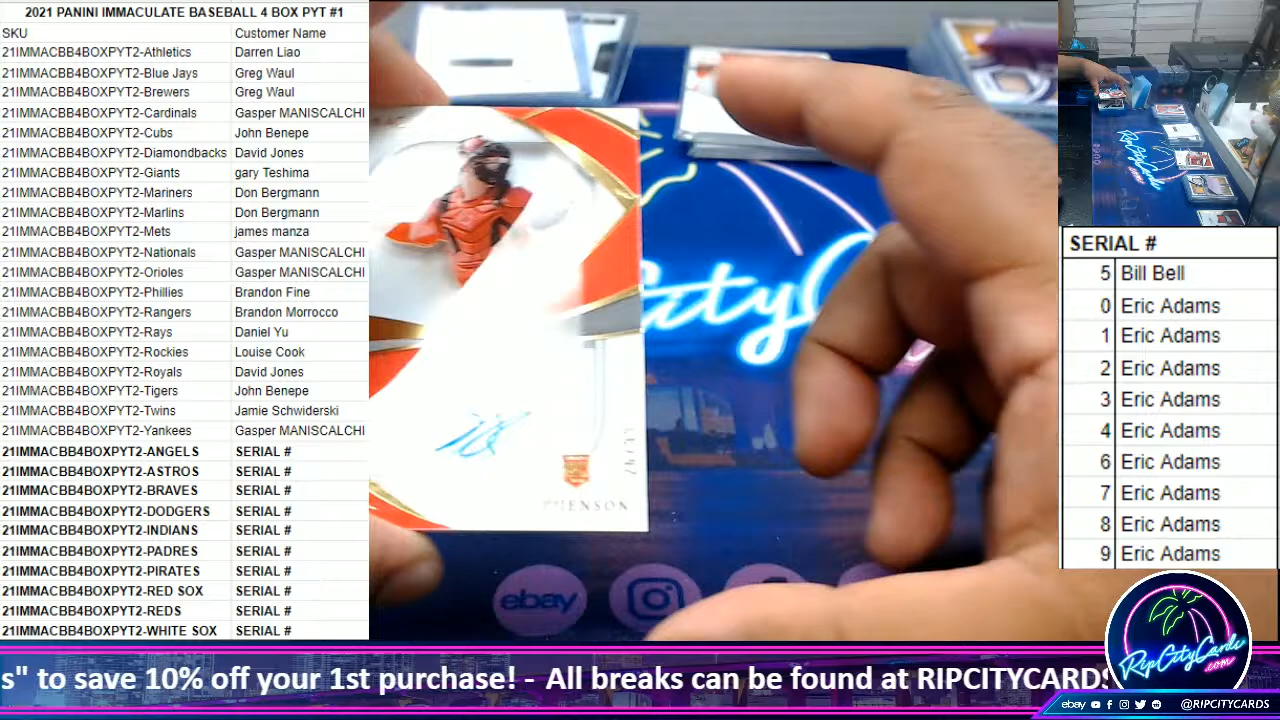 2021 PANINI IMMACULATE BASEBALL 4 BOX PYT #1
SKU Customer Name
21IMMACBB4BOXPYT2-Athletics Darren Liao
21IMMACBB4BOXPYT2-Blue Jays Greg Waul
21IMMACBB4BOXPYT2-Brewers Greg Waul
21IMMACBB4BOXPYT2-Cardinals Gasper MANISCALCHI
21IMMACBB4BOXPYT2-Cubs John Benepe
21IMMACBB4BOXPYT2-Diamondbacks David Jones
21IMMACBB4BOXPYT2-Giants gary Teshima
21IMMACBB4BOXPYT2-Mariners Don Bergmann
21IMMACBB4BOXPYT2-Marlins Don Bergmann
21IMMACBB4BOXPYT2-Mets james manza
21IMMACBB4BOXPYT2-Nationals Gasper MANISCALCHI
21IMMACBB4BOXPYT2-Orioles Gasper MANISCALCHI
21IMMACBB4BOXPYT2-Phillies Brandon Fine
21IMMACBB4BOXPYT2-Rangers Brandon Morrocco
21IMMACBB4BOXPYT2-Rays Daniel Yu
21IMMACBB4BOXPYT2-Rockies Louise Cook
21IMMACBB4BOXPYT2-Royals David Jones
21IMMACBB4BOXPYT2-Tigers John Benepe
21IMMACBB4BOXPYT2-Twins Jamie Schwiderski
21IMMACBB4BOXPYT2-Yankees Gasper MANISCALCHI
21IMMACBB4BOXPYT2-ANGELS SERIAL #
21IMMACBB4BOXPYT2-ASTROS SERIAL #
21IMMACBB4BOXPYT2-BRAVES SERIAL #
21IMMACBB4BOXPYT2-DODGERS SERIAL #
21IMMACBB4BOXPYT2-INDIANS SERIAL #
21IMMACBB4BOXPYT2-PADRES SERIAL #
21IMMACBB4BOXPYT2-PIRATES SERIAL #
21IMMACBB4BOXPYT2-RED SOX SERIAL #
21IMMACBB4BOXPYT2-REDS SERIAL #
21IMMACBB4BOXPYT2-WHITE SOX SERIAL #
PHENSON
ebay
RipCityCards
SERIAL #
5 Bill Bell
0 Eric Adams
1 Eric Adams
2 Eric Adams
3 Eric Adams
4 Eric Adams
6 Eric Adams
7 Eric Adams
8 Eric Adams
9 Eric Adams
RipCityCards
.com
s" to save 10% off your 1st purchase! - All breaks can be found at RIPCITYCARDS
ebay @RIPCITYCARDS